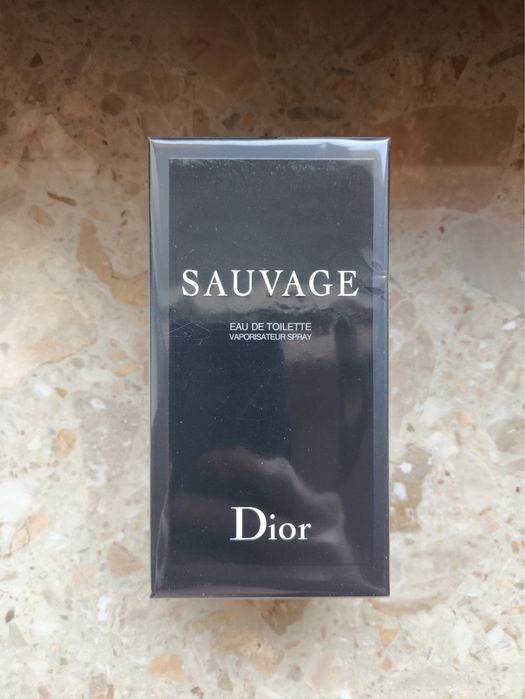 SAUVAGE
EAU DE TOILETTE
VAPORISATEUR SPRAY
Dior